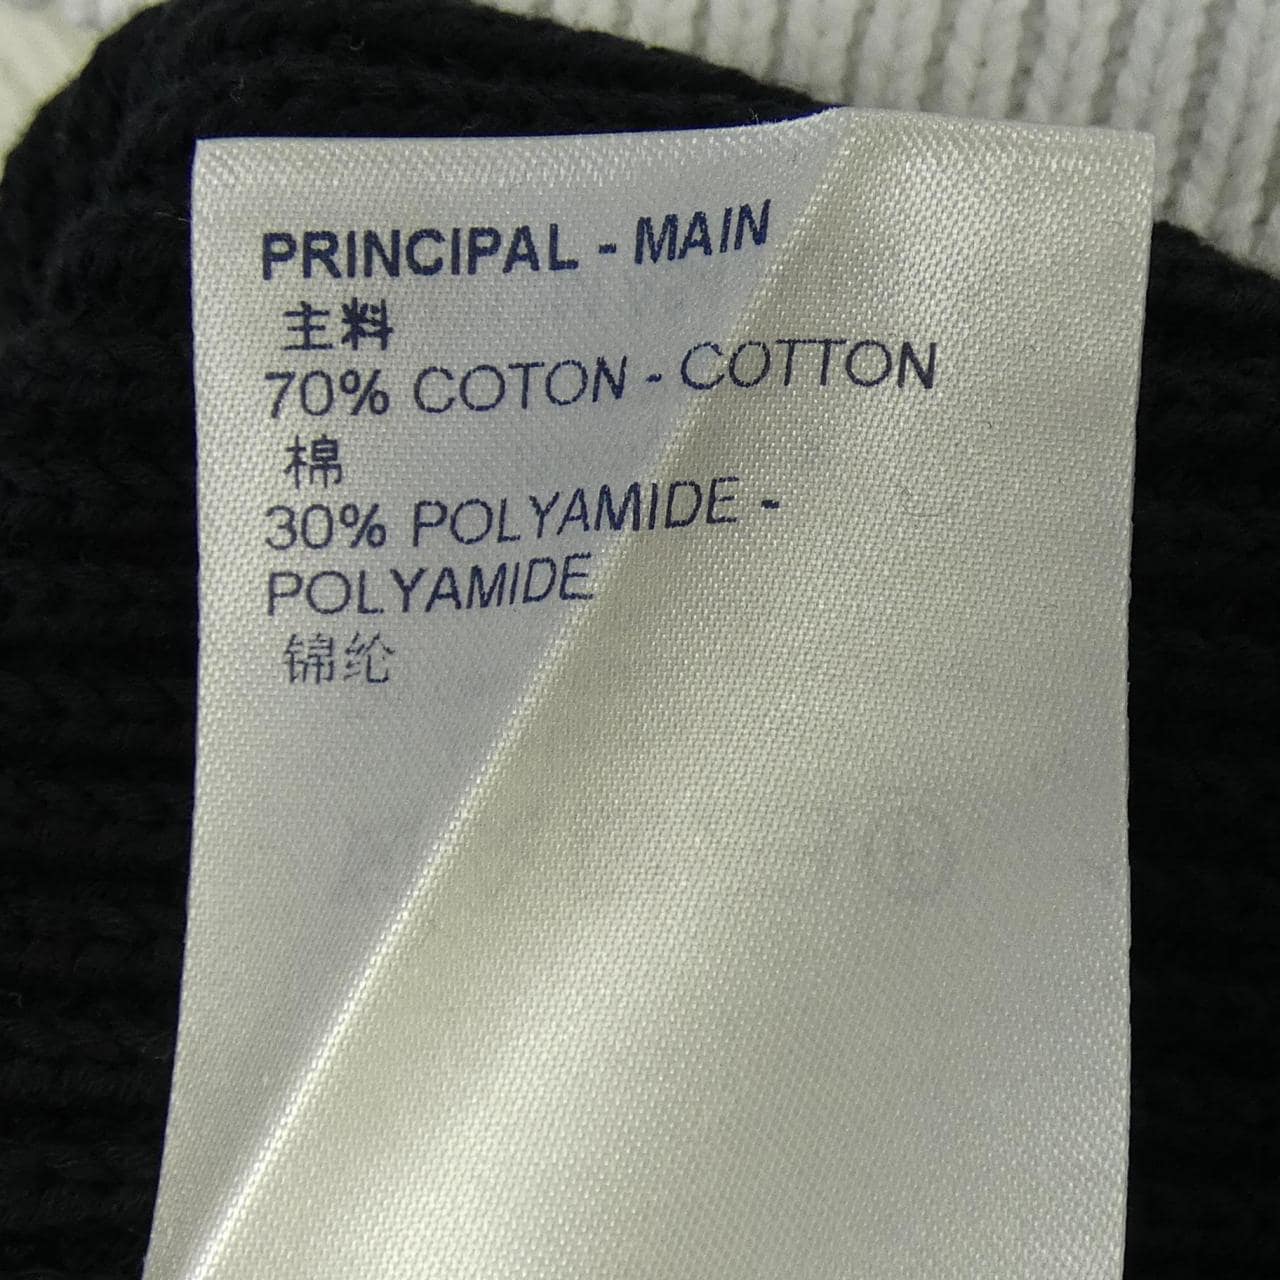 PRINCIPAL - MAIN
主料
70% COTON - COTTON
棉
30% POLYAMIDE -
POLYAMIDE
锦纶